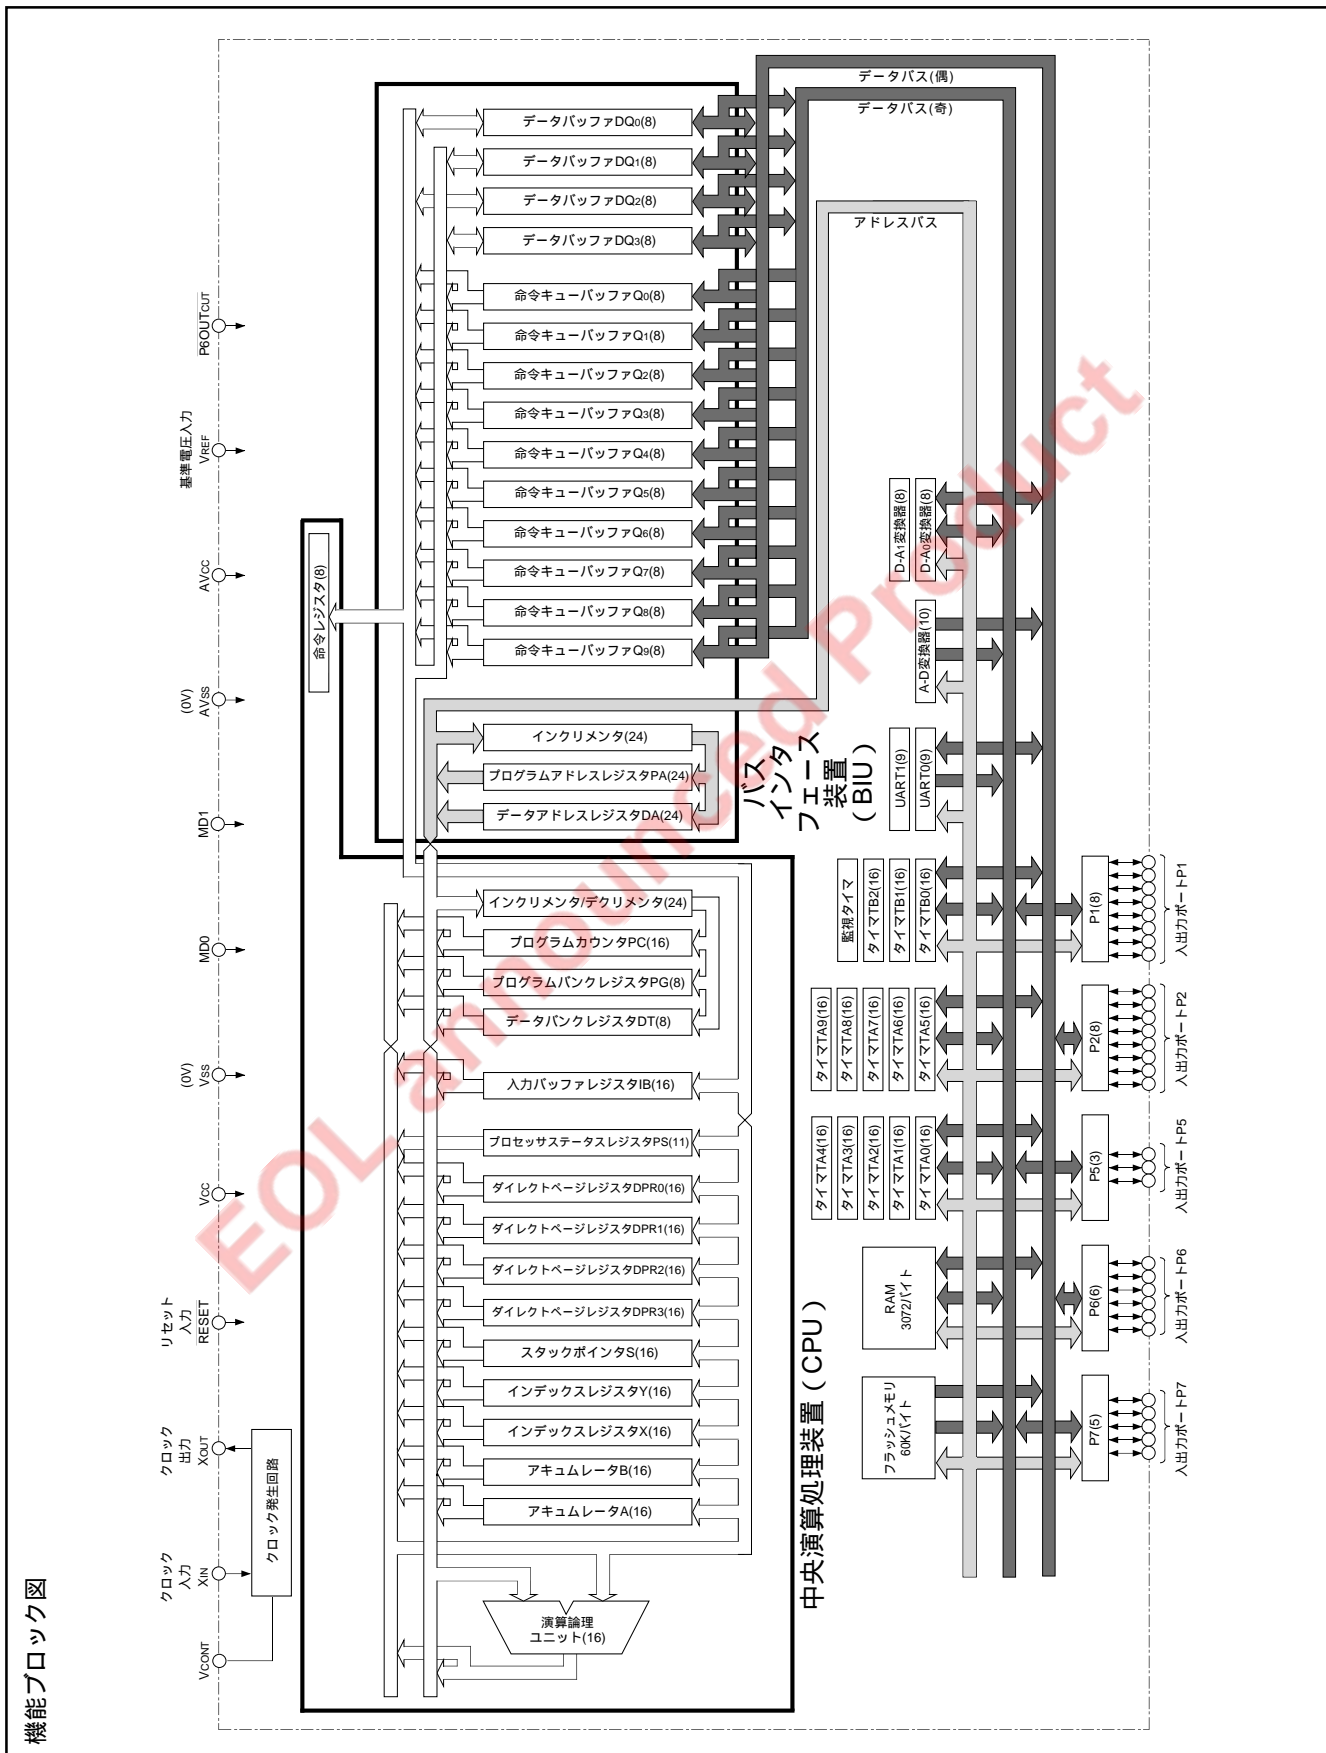 機能ブロック図
P6OUTCUT
基準電圧入力
VREF
AVCC
(0V)
AVSS
MD1
MD0
(0V)
VSS
VCC
リセット
入力
RESET
クロック
出力
XOUT
クロック
入力
XIN
VCONT
クロック発生回路
命令レジスタ(8)
データバッファDQ0(8)
データバッファDQ1(8)
データバッファDQ2(8)
データバッファDQ3(8)
命令キューバッファQ0(8)
命令キューバッファQ1(8)
命令キューバッファQ2(8)
命令キューバッファQ3(8)
命令キューバッファQ4(8)
命令キューバッファQ5(8)
命令キューバッファQ6(8)
命令キューバッファQ7(8)
命令キューバッファQ8(8)
命令キューバッファQ9(8)
インクリメンタ(24)
プログラムアドレスレジスタPA(24)
データアドレスレジスタDA(24)
バス
インタ
フェース
装置
(BIU)
インクリメンタ/デクリメンタ(24)
プログラムカウンタPC(16)
プログラムバンクレジスタPG(8)
データバンクレジスタDT(8)
入力バッファレジスタIB(16)
プロセッサステータスレジスタPS(11)
ダイレクトページレジスタDPR0(16)
ダイレクトページレジスタDPR1(16)
ダイレクトページレジスタDPR2(16)
ダイレクトページレジスタDPR3(16)
スタックポインタS(16)
インデックスレジスタY(16)
インデックスレジスタX(16)
アキュムレータB(16)
アキュムレータA(16)
演算論理
ユニット(16)
中央演算処理装置(CPU)
データバス(偶)
データバス(奇)
アドレスバス
D-A1変換器(8)
D-A0変換器(8)
A-D変換器(10)
UART1(9)
UART0(9)
監視タイマ
タイマTB2(16)
タイマTB1(16)
タイマTB0(16)
タイマTA9(16)
タイマTA8(16)
タイマTA7(16)
タイマTA6(16)
タイマTA5(16)
タイマTA4(16)
タイマTA3(16)
タイマTA2(16)
タイマTA1(16)
タイマTA0(16)
RAM
3072バイト
フラッシュメモリ
60Kバイト
P1(8)
入出力ポートP1
P2(8)
入出力ポートP2
P5(3)
入出力ポートP5
P6(6)
入出力ポートP6
P7(5)
入出力ポートP7
EOL announced Product